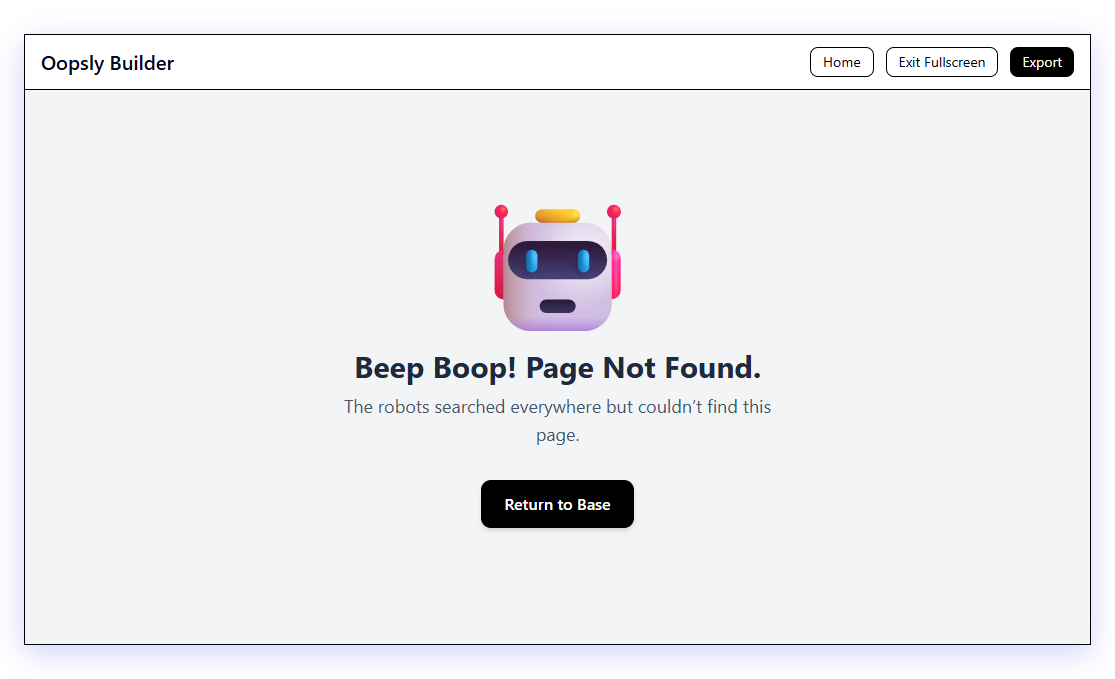 Oopsly Builder
Home
Exit Fullscreen
Export
Beep Boop! Page Not Found.
The robots searched everywhere but couldn’t find this
page.
Return to Base